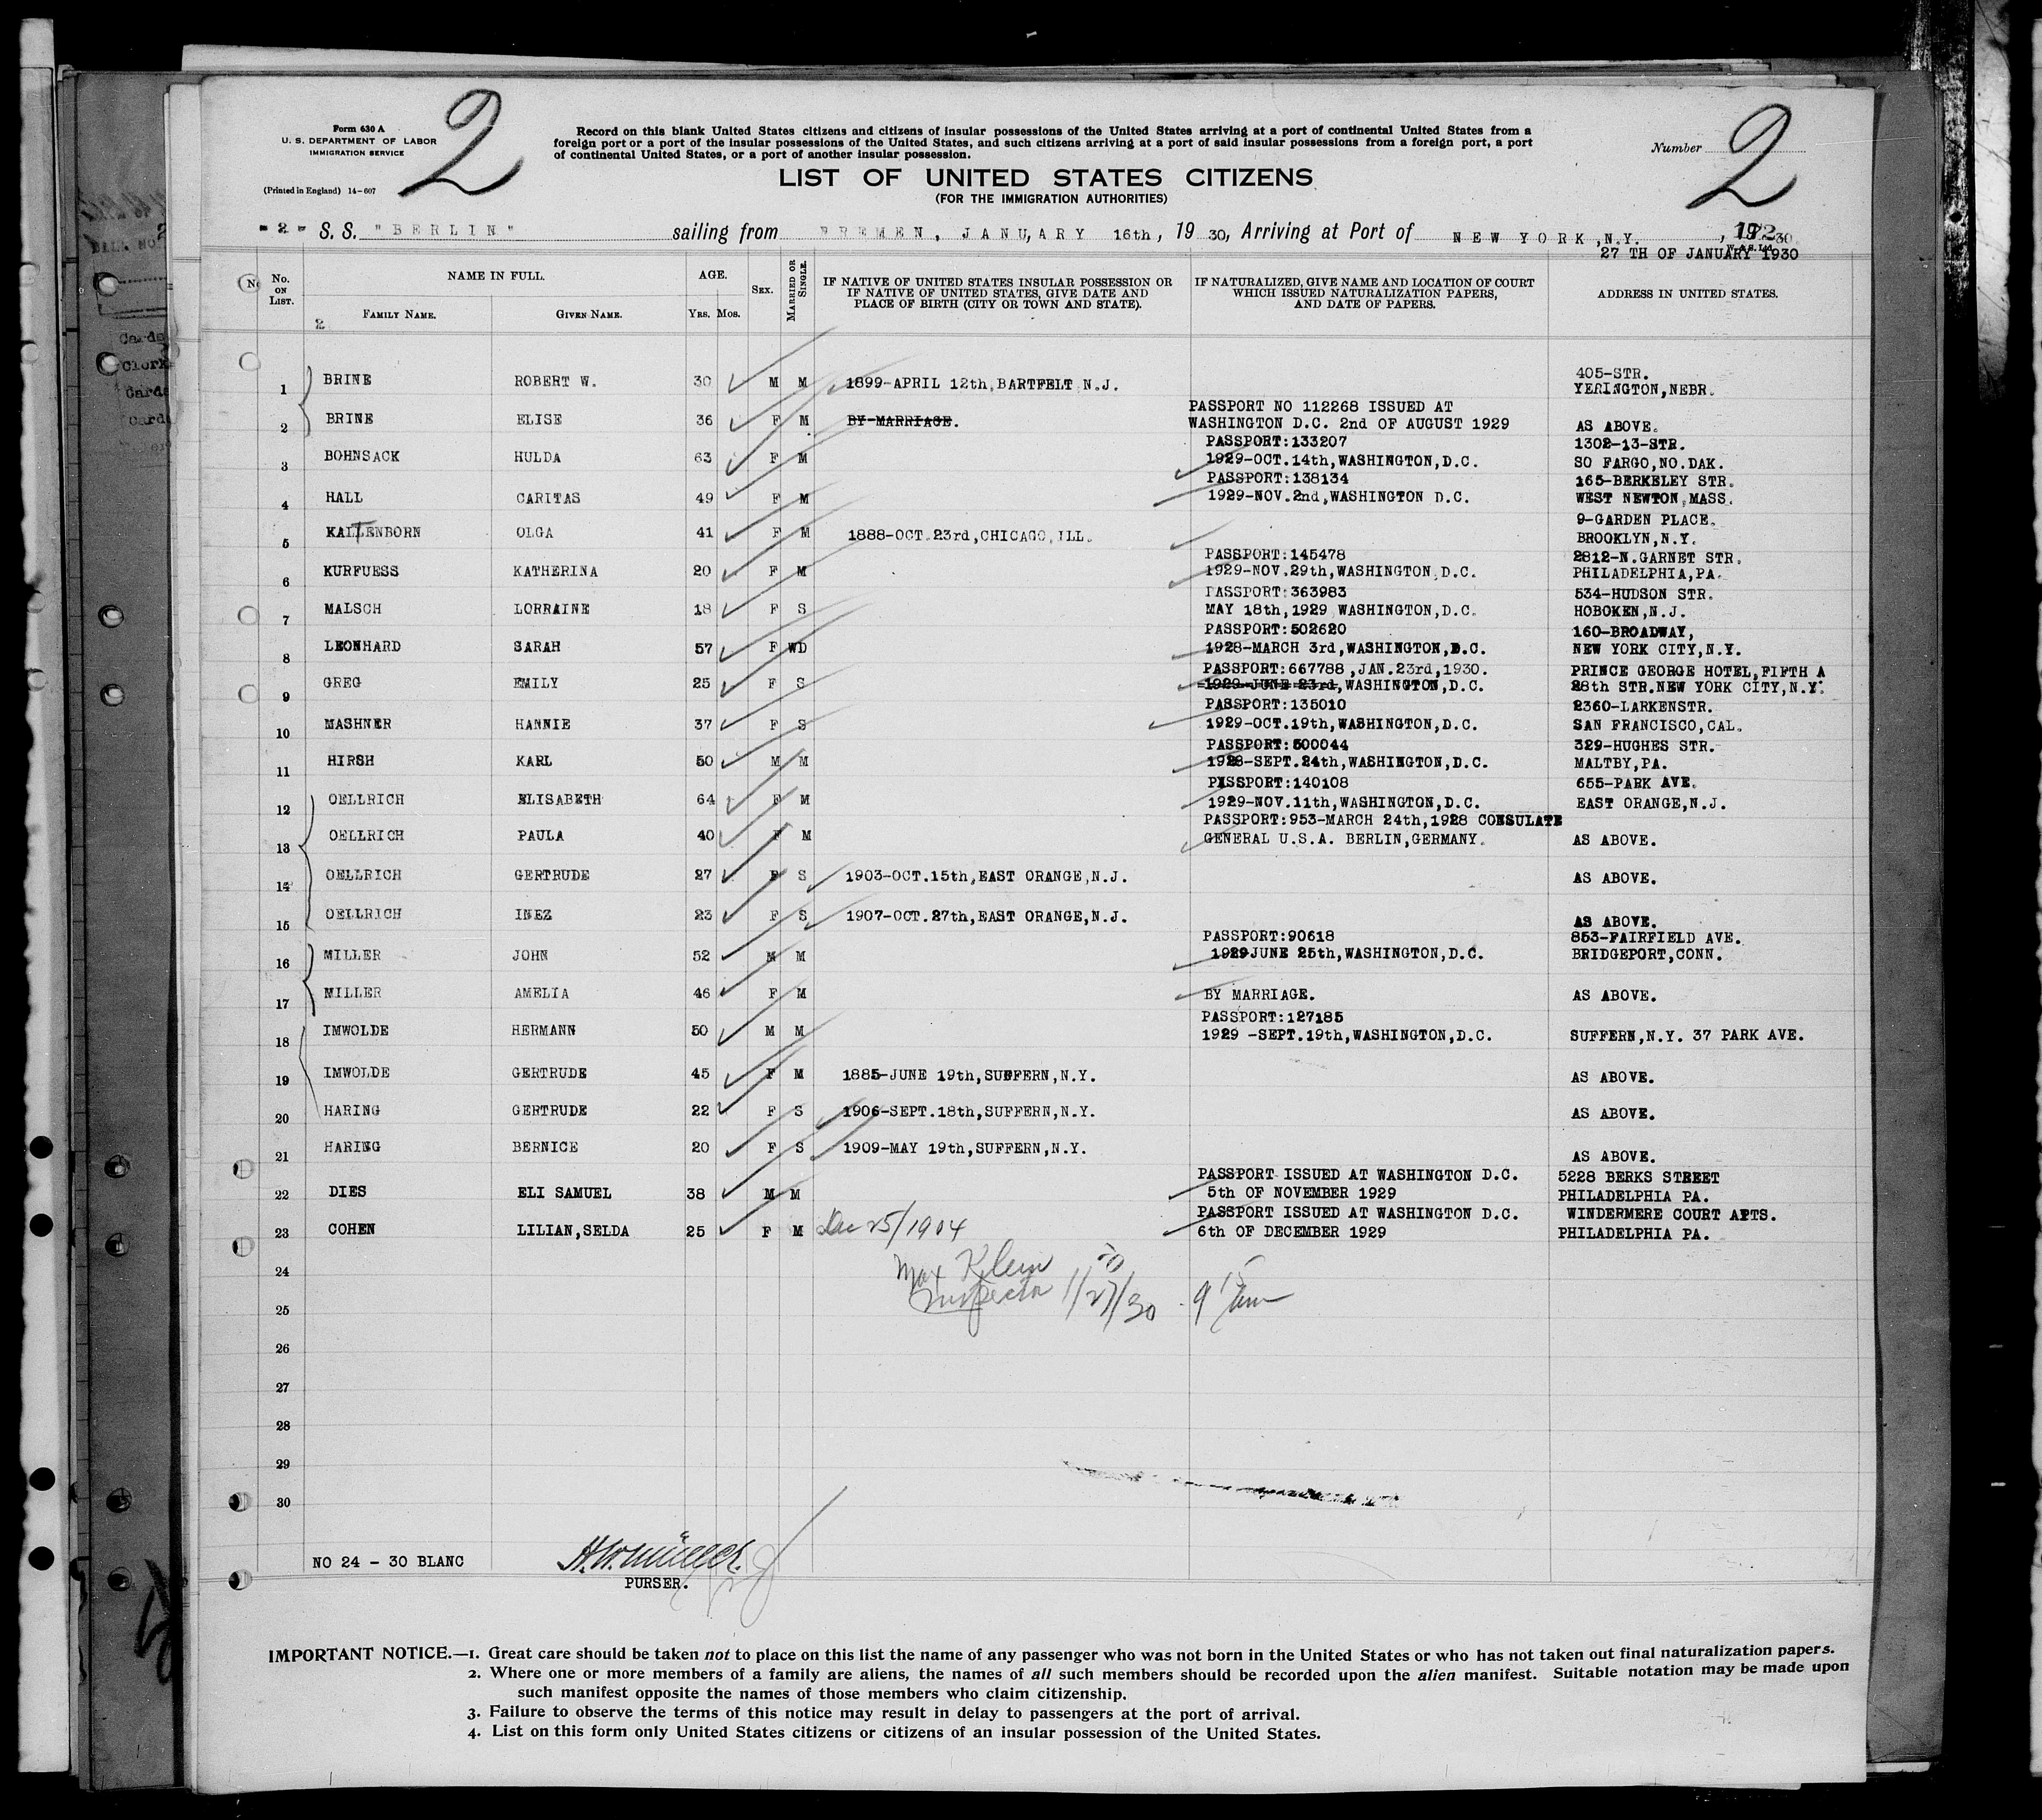 Form 630 A
U. S. DEPARTMENT OF LABOR
IMMIGRATION SERVICE
(Printed in England) 14-607
2
Record on this blank United States citizens and citizens of insular possessions of the United States arriving at a port of continental United States from a
foreign port or a port of the insular possessions of the United States, and such citizens arriving at a port of said insular possessions from a foreign port, a port
of continental United States, or a port of another insular possession.
Number 2
LIST OF UNITED STATES CITIZENS
(FOR THE IMMIGRATION AUTHORITIES)
- 2 - S. S. "BERLIN" sailing from BREMEN, JANUARY 16th, 19 30, Arriving at Port of NEW YORK, N.Y.
27 TH OF JANUARY 1930
No. ON LIST. NAME IN FULL. AGE. SEX. MARRIED OR SINGLE. IF NATIVE OF UNITED STATES INSULAR POSSESSION OR IF NATIVE OF UNITED STATES, GIVE DATE AND PLACE OF BIRTH (CITY OR TOWN AND STATE). IF NATURALIZED, GIVE NAME AND LOCATION OF COURT WHICH ISSUED NATURALIZATION PAPERS, AND DATE OF PAPERS. ADDRESS IN UNITED STATES.
2 FAMILY NAME. GIVEN NAME. YRS. MOS.
405-STR.
1 BRINE ROBERT W. 30 M M 1899-APRIL 12th, BARTFELT N.J. YERINGTON, NEBR.
PASSPORT NO 112268 ISSUED AT
2 BRINE ELISE 36 F M BY MARRIAGE. WASHINGTON D.C. 2nd OF AUGUST 1929 AS ABOVE.
PASSPORT:133207 1302-13-STR.
3 BOHNSACK HULDA 63 F M 1929-OCT.14th, WASHINGTON, D.C. SO FARGO, NO.DAK.
PASSPORT:138134 165-BERKELEY STR.
4 HALL CARITAS 49 F M 1929-NOV.2nd, WASHINGTON D.C. WEST NEWTON, MASS.
9-GARDEN PLACE.
5 KALTENBORN OLGA 41 F M 1888-OCT.23rd, CHICAGO, ILL. BROOKLYN, N.Y.
PASSPORT:145478 2812-N.GARNET STR.
6 KURFUESS KATHERINA 20 F M 1929-NOV.29th, WASHINGTON, D.C. PHILADELPHIA, PA.
PASSPORT:363983 534-HUDSON STR.
7 MALSCH LORRAINE 18 F S MAY 18th, 1929 WASHINGTON, D.C. HOBOKEN, N.J.
PASSPORT:502620 160-BROADWAY,
8 LEONHARD SARAH 57 F WD 1928-MARCH 3rd, WASHINGTON, D.C. NEW YORK CITY, N.Y.
PASSPORT:667788, JAN.23rd, 1930. PRINCE GEORGE HOTEL, FIFTH A
9 GREG EMILY 25 F S 1929-JUNE 23rd, WASHINGTON, D.C. 28th STR. NEW YORK CITY, N.Y.
PASSPORT:135010 2360-LARKENSTR.
10 MASHNER HANNIE 37 F S 1929-OCT.19th, WASHINGTON, D.C. SAN FRANCISCO, CAL.
PASSPORT:500044 329-HUGHES STR.
11 HIRSH KARL 50 M M 1928-SEPT.24th, WASHINGTON, D.C. MALTBY, PA.
PASSPORT:140108 655-PARK AVE.
12 OELLRICH ELISABETH 64 F M 1929-NOV.11th, WASHINGTON, D.C. EAST ORANGE, N.J.
PASSPORT:953-MARCH 24th, 1928 CONSULATE
13 OELLRICH PAULA 40 F M GENERAL U.S.A. BERLIN, GERMANY. AS ABOVE.
14 OELLRICH GERTRUDE 27 F S 1903-OCT.15th, EAST ORANGE, N.J. AS ABOVE.
15 OELLRICH INEZ 23 F S 1907-OCT.27th, EAST ORANGE, N.J. AS ABOVE.
PASSPORT:90618 853-FAIRFIELD AVE.
16 MILLER JOHN 52 M M 1929-JUNE 25th, WASHINGTON, D.C. BRIDGEPORT, CONN.
17 MILLER AMELIA 46 F M BY MARRIAGE. AS ABOVE.
PASSPORT:127185
18 IMWOLDE HERMANN 50 M M 1929 -SEPT.19th, WASHINGTON, D.C. SUFFERN, N.Y. 37 PARK AVE.
19 IMWOLDE GERTRUDE 45 F M 1885-JUNE 19th, SUFFERN, N.Y. AS ABOVE.
20 HARING GERTRUDE 22 F S 1906-SEPT.18th, SUFFERN, N.Y. AS ABOVE.
21 HARING BERNICE 20 F S 1909-MAY 19th, SUFFERN, N.Y. AS ABOVE.
PASSPORT ISSUED AT WASHINGTON D.C. 5228 BERKS STREET
22 DIES ELI SAMUEL 38 M M 5th OF NOVEMBER 1929 PHILADELPHIA PA.
PASSPORT ISSUED AT WASHINGTON D.C. WINDERMERE COURT APTS.
23 COHEN LILIAN, SELDA 25 F M Dec 25/1904 6th OF DECEMBER 1929 PHILADELPHIA PA.
24 Max Klein
25 Inspector 1/27/30
26
27
28
29
30
NO 24 - 30 BLANC
H. W. Müller.
PURSER.
IMPORTANT NOTICE.—1. Great care should be taken not to place on this list the name of any passenger who was not born in the United States or who has not taken out final naturalization papers.
2. Where one or more members of a family are aliens, the names of all such members should be recorded upon the alien manifest. Suitable notation may be made upon
such manifest opposite the names of those members who claim citizenship.
3. Failure to observe the terms of this notice may result in delay to passengers at the port of arrival.
4. List on this form only United States citizens or citizens of an insular possession of the United States.